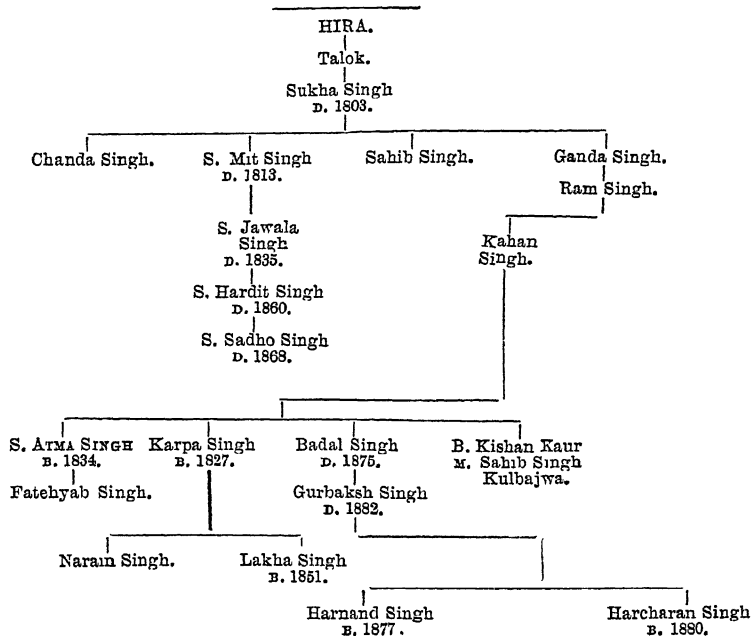 HIRA.
Talok.
Sukha Singh
D. 1803.
Chanda Singh.
S. Mit Singh
D. 1813.
Sahib Singh.
Ganda Singh.
Ram Singh.
S. Jawala
Singh
D. 1835.
Kahan
Singh.
S. Hardit Singh
D. 1860.
S. Sadho Singh
D. 1868.
S. ATMA SINGH
B. 1834.
Karpa Singh
B. 1827.
Badal Singh
D. 1875.
B. Kishan Kaur
M. Sahib Singh
Kulbajwa.
Fatehyab Singh.
Gurbaksh Singh
D. 1882.
Narain Singh.
Lakha Singh
B. 1851.
Harnand Singh
B. 1877.
Harcharan Singh
B. 1880.